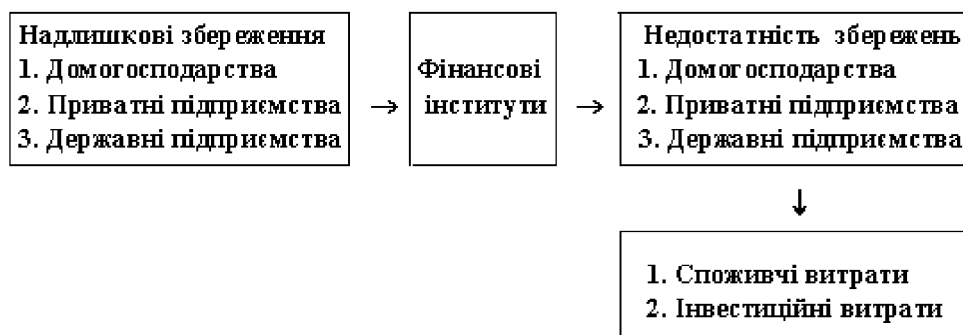 Надлишкові збереження
1. Домогосподарства
2. Приватні підприємства
3. Державні підприємства
→
Фінансові
інститути
→
Недостатність збережень
1. Домогосподарства
2. Приватні підприємства
3. Державні підприємства
↓
1. Споживчі витрати
2. Інвестиційні витрати